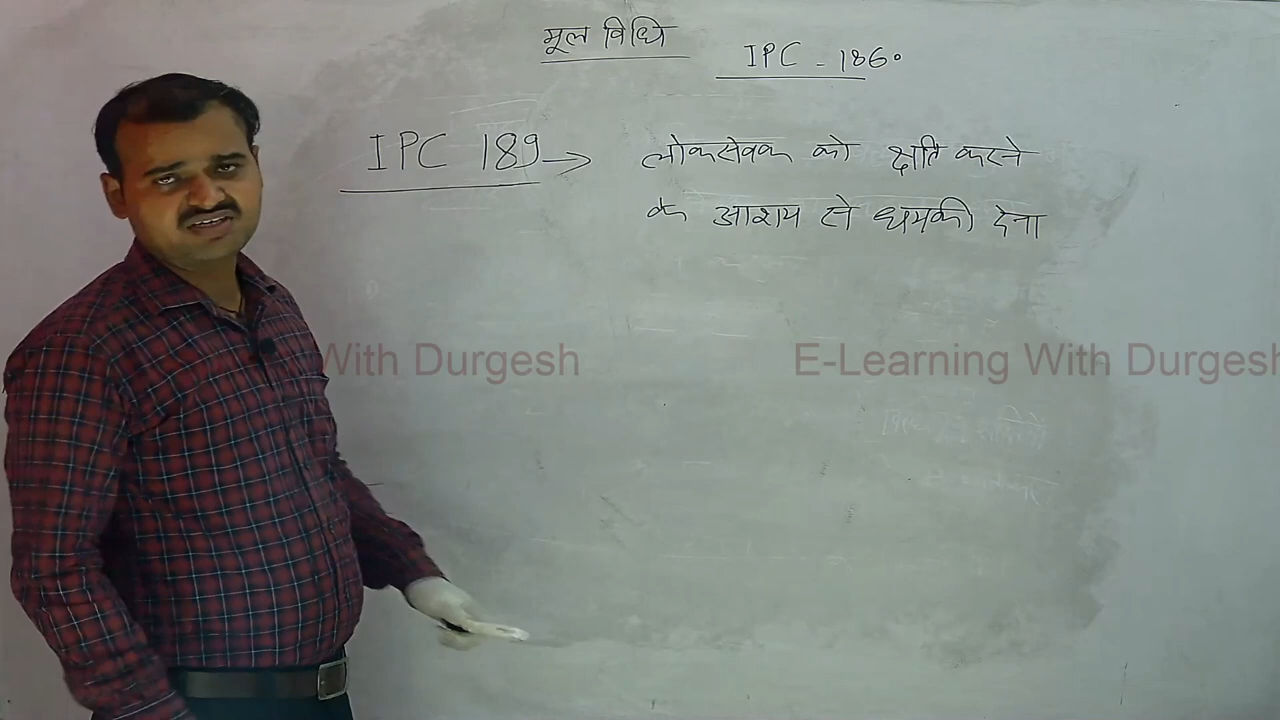 मूल विधि
IPC - 1860
IPC 189 → लोकसेवक को क्षति करने
के आशय से धमकी देना
With Durgesh
E-Learning With Durgesh